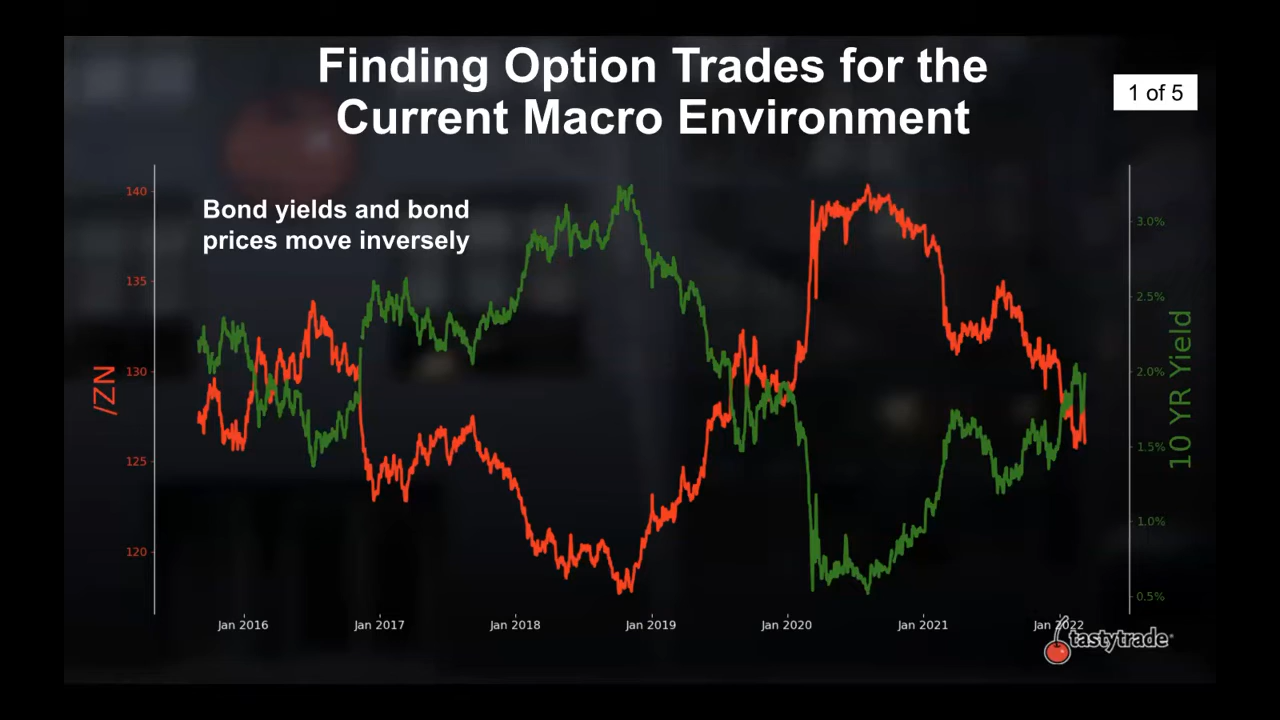 Finding Option Trades for the
Current Macro Environment
1 of 5
Bond yields and bond
prices move inversely
140
135
130
125
120
/ZN
3.0%
2.5%
2.0%
1.5%
1.0%
0.5%
10 YR Yield
Jan 2016
Jan 2017
Jan 2018
Jan 2019
Jan 2020
Jan 2021
Jan 2022
tastytrade